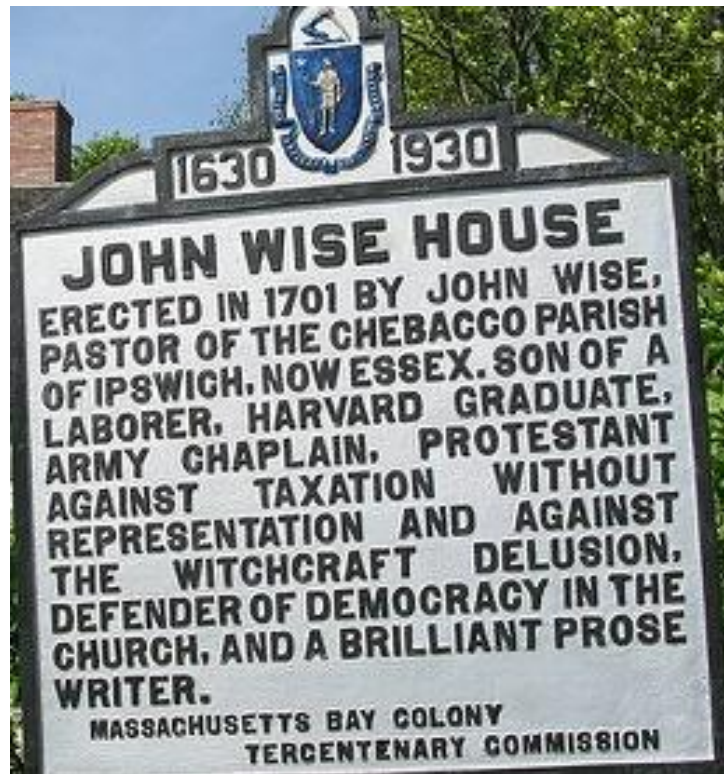 1630 1930
JOHN WISE HOUSE
ERECTED IN 1701 BY JOHN WISE,
PASTOR OF THE CHEBACCO PARISH
OF IPSWICH, NOW ESSEX. SON OF A
LABORER, HARVARD GRADUATE,
ARMY CHAPLAIN, PROTESTANT
AGAINST TAXATION WITHOUT
REPRESENTATION AND AGAINST
THE WITCHCRAFT DELUSION,
DEFENDER OF DEMOCRACY IN THE
CHURCH, AND A BRILLIANT PROSE
WRITER.
MASSACHUSETTS BAY COLONY
TERCENTENARY COMMISSION